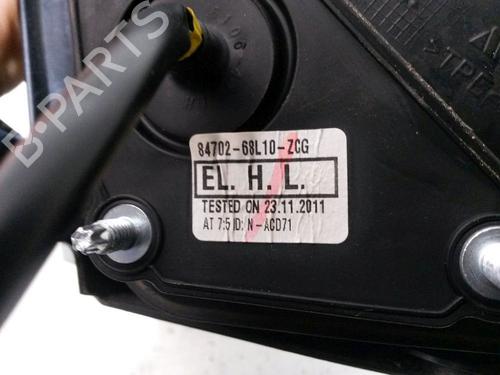 B-PARTS
84702-68L10-ZCG
EL. H. L.
TESTED ON 23.11.2011
AT 7:5 ID: N-ACD71